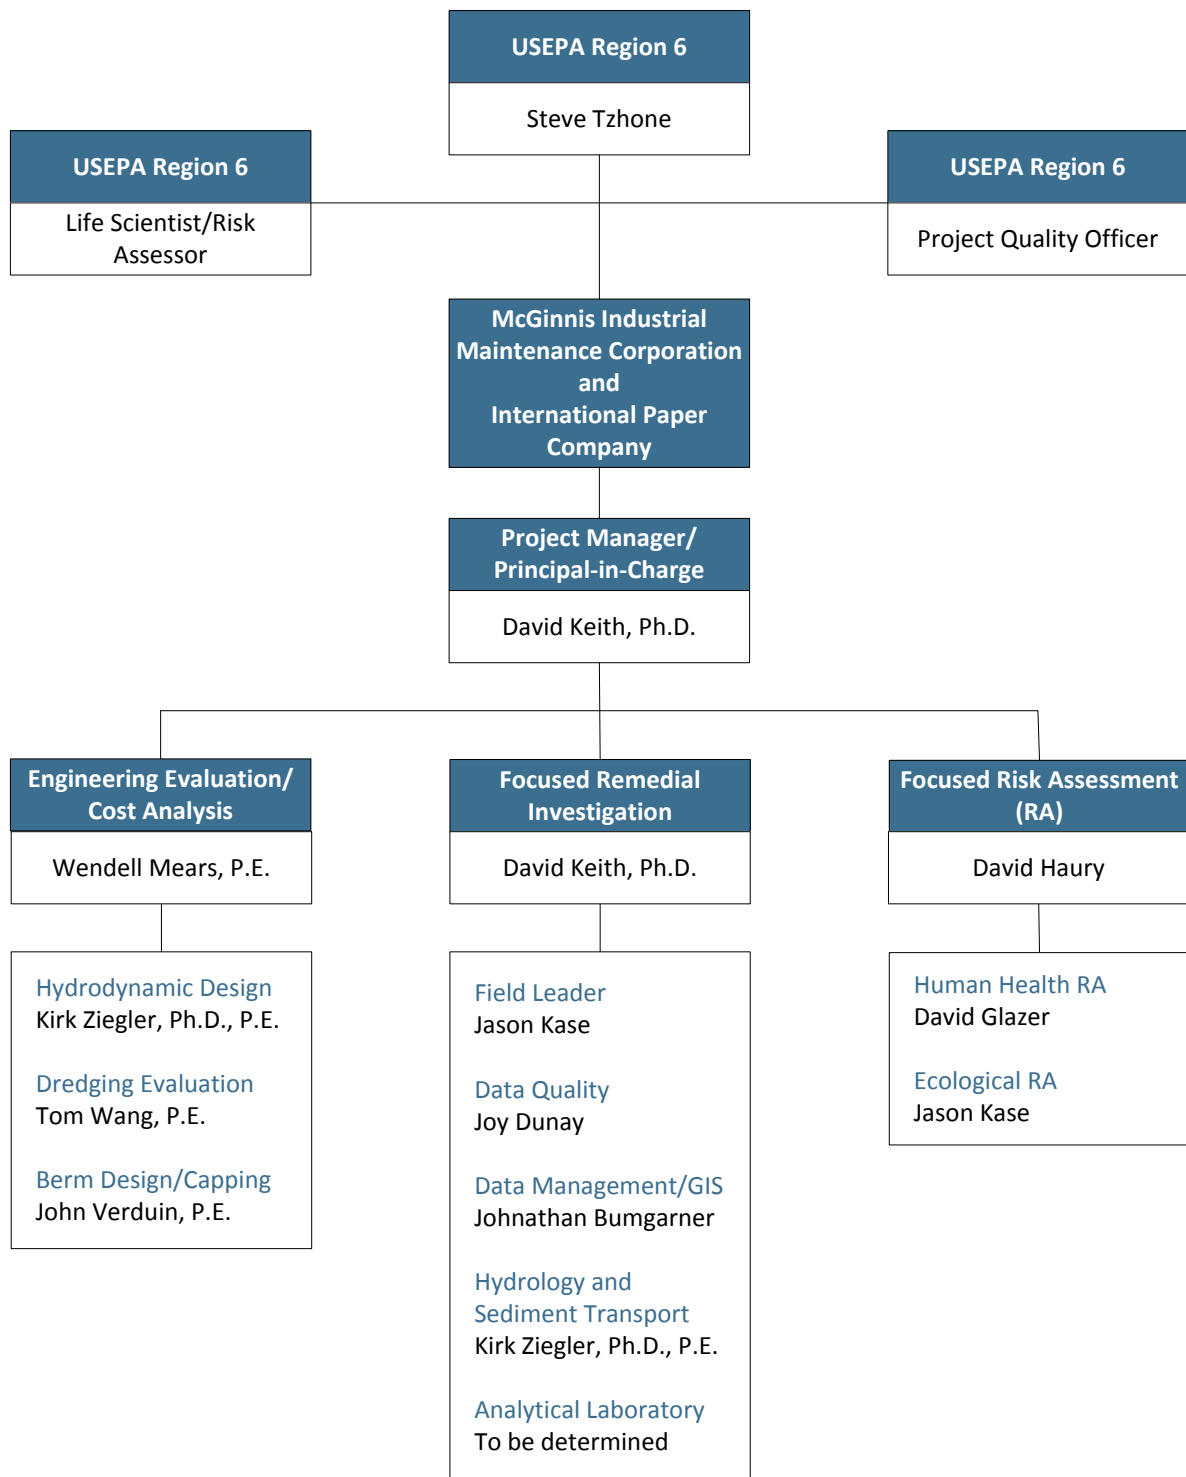 USEPA Region 6
Steve Tzhone
USEPA Region 6
Life Scientist/Risk
Assessor
USEPA Region 6
Project Quality Officer
McGinnis Industrial
Maintenance Corporation
and
International Paper
Company
Project Manager/
Principal-in-Charge
David Keith, Ph.D.
Engineering Evaluation/
Cost Analysis
Wendell Mears, P.E.
Hydrodynamic Design
Kirk Ziegler, Ph.D., P.E.
Dredging Evaluation
Tom Wang, P.E.
Berm Design/Capping
John Verduin, P.E.
Focused Remedial
Investigation
David Keith, Ph.D.
Field Leader
Jason Kase
Data Quality
Joy Dunay
Data Management/GIS
Johnathan Bumgarner
Hydrology and
Sediment Transport
Kirk Ziegler, Ph.D., P.E.
Analytical Laboratory
To be determined
Focused Risk Assessment
(RA)
David Haury
Human Health RA
David Glazer
Ecological RA
Jason Kase